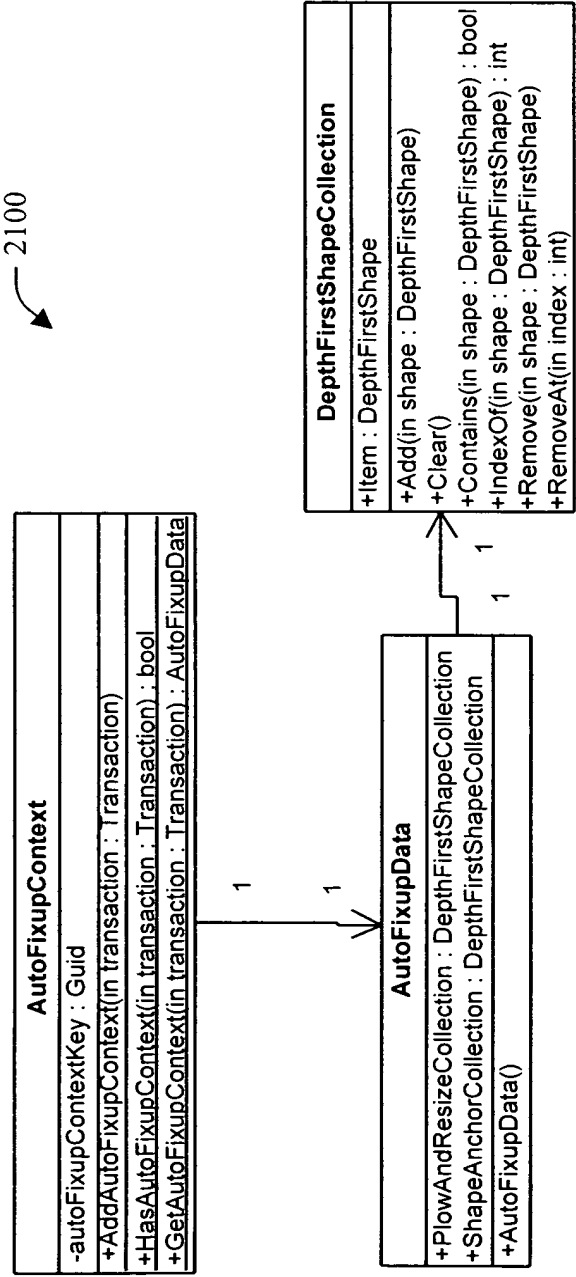 2100
AutoFixupContext
-autoFixupContextKey : Guid
+AddAutoFixupContext(in transaction : Transaction)
+HasAutoFixupContext(in transaction : Transaction) : bool
+GetAutoFixupContext(in transaction : Transaction) : AutoFixupData
1
1
AutoFixupData
+PlowAndResizeCollection : DepthFirstShapeCollection
+ShapeAnchorCollection : DepthFirstShapeCollection
+AutoFixupData()
1
1
DepthFirstShapeCollection
+Item : DepthFirstShape
+Add(in shape : DepthFirstShape)
+Clear()
+Contains(in shape : DepthFirstShape) : bool
+IndexOf(in shape : DepthFirstShape) : int
+Remove(in shape : DepthFirstShape)
+RemoveAt(in index : int)